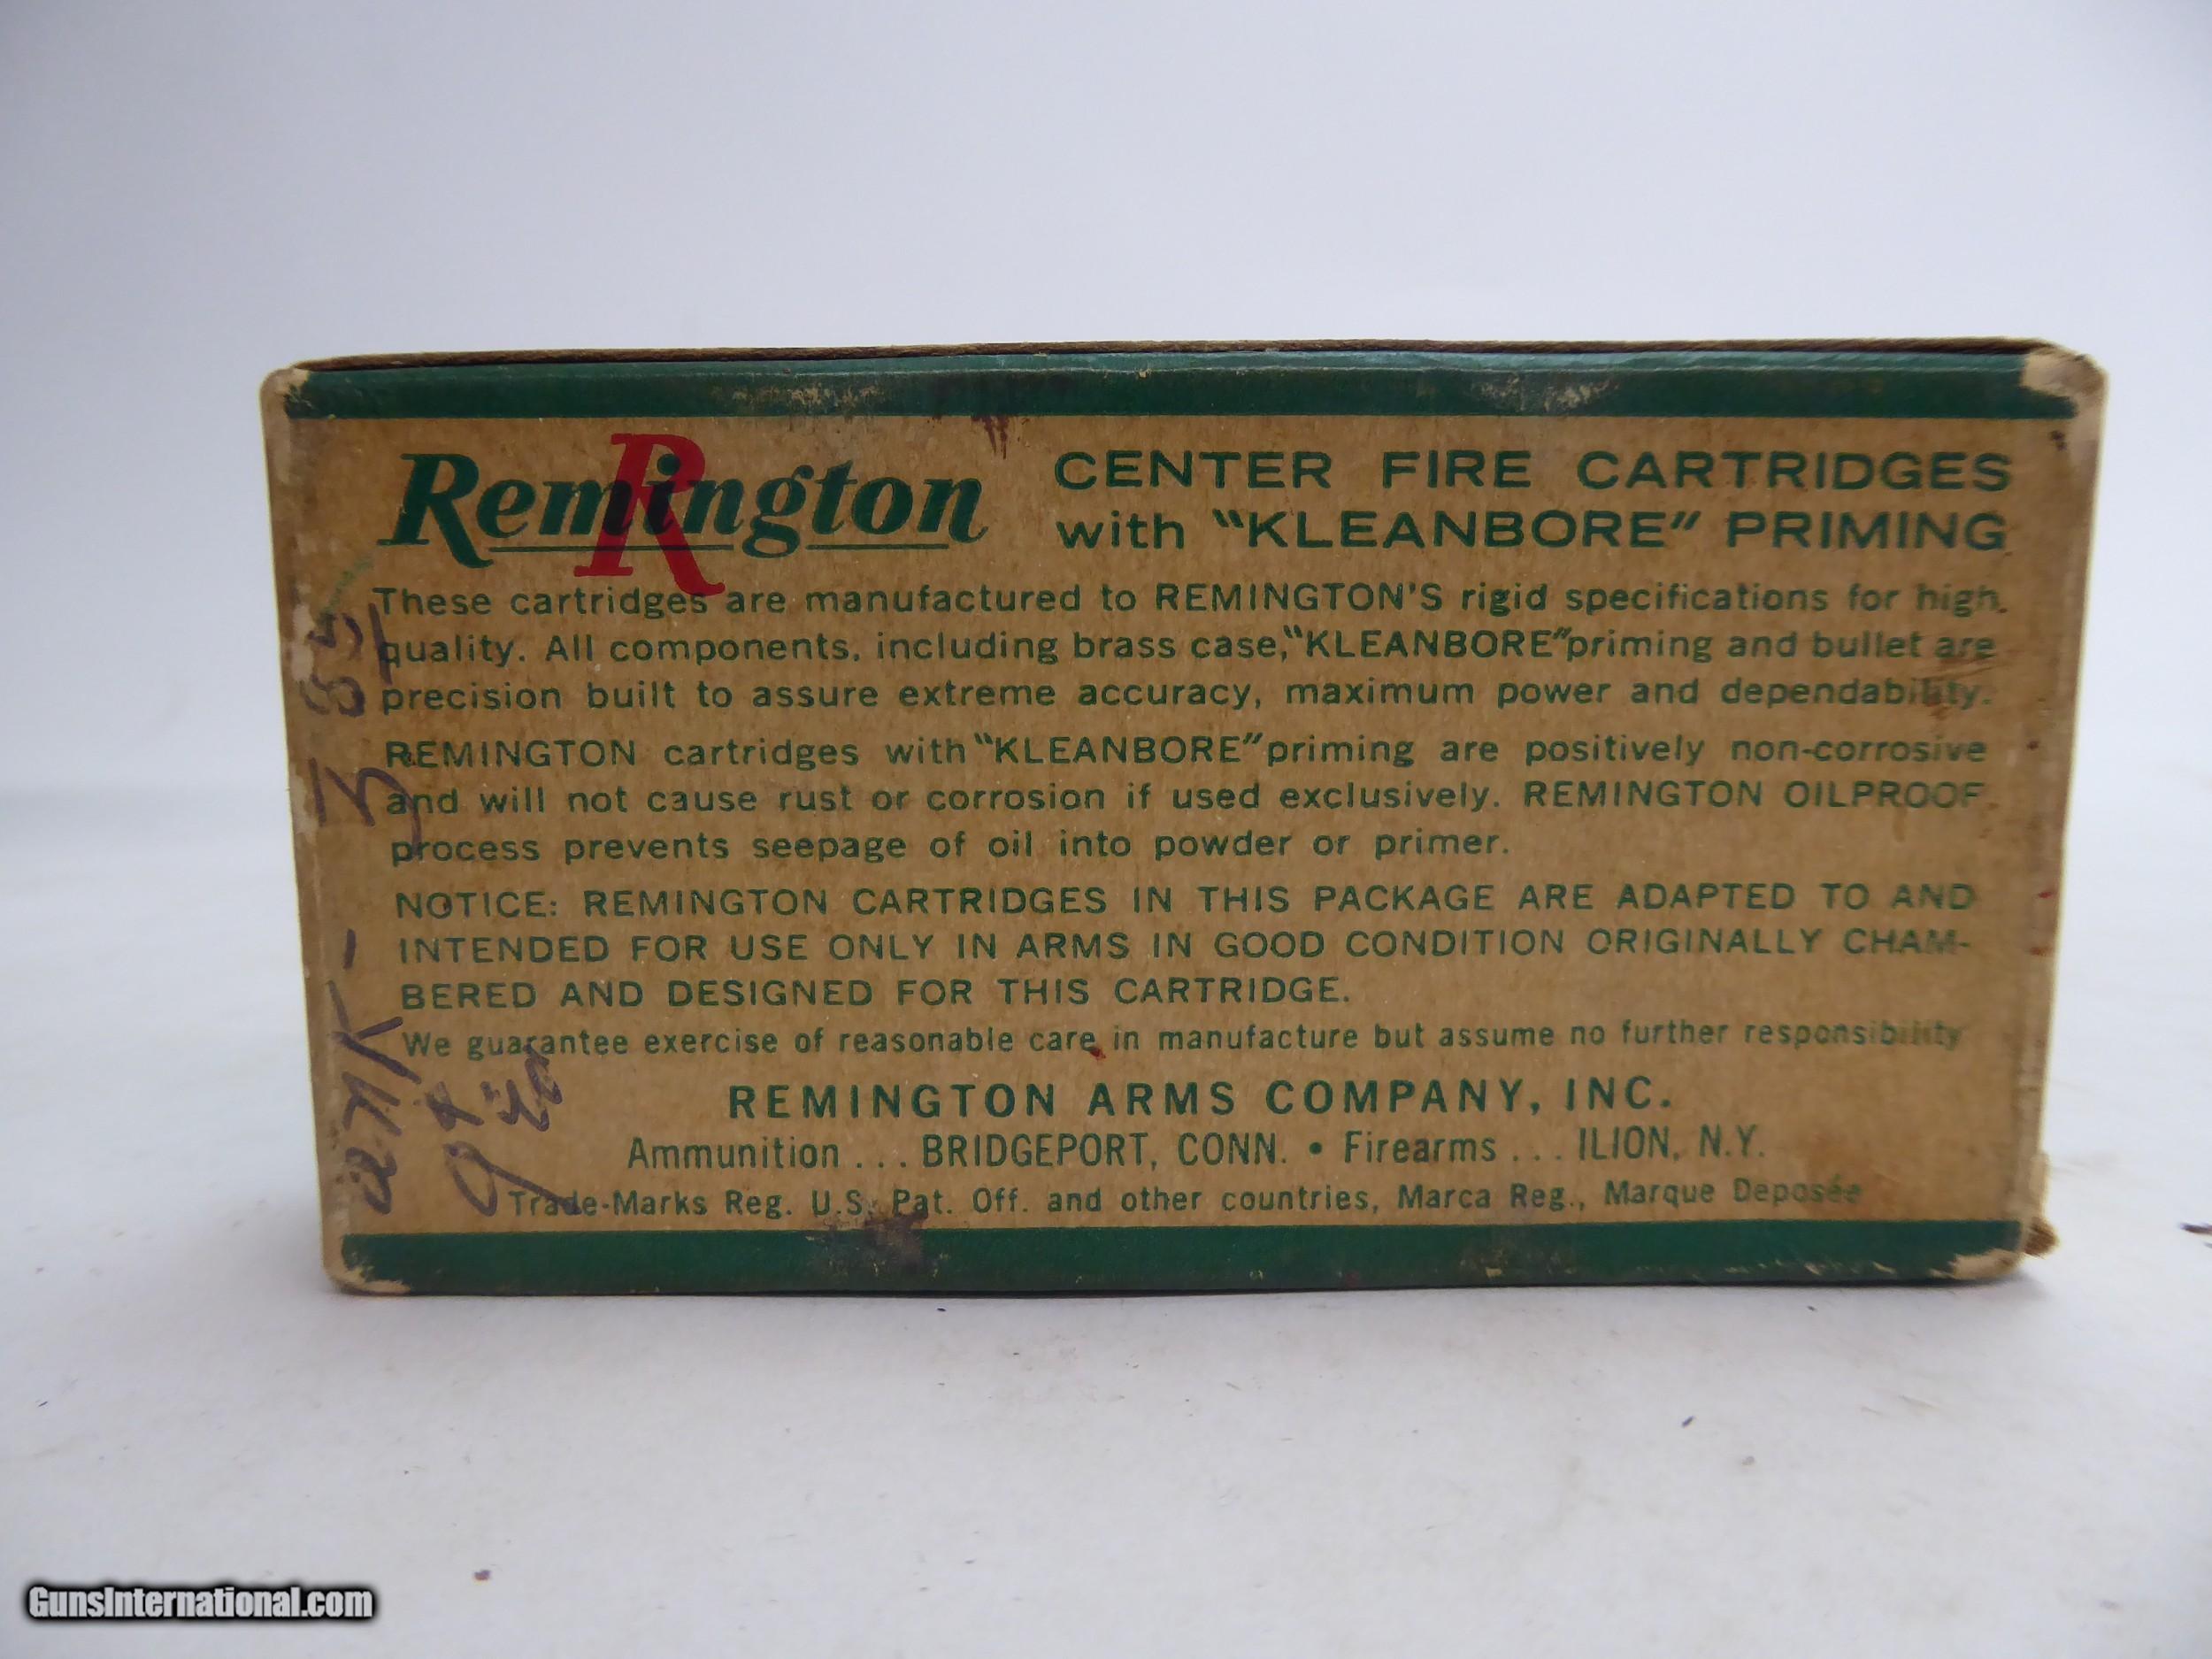 Remington
R
CENTER FIRE CARTRIDGES
with "KLEANBORE" PRIMING
These cartridges are manufactured to REMINGTON'S rigid specifications for high
quality. All components, including brass case, "KLEANBORE" priming and bullet are
precision built to assure extreme accuracy, maximum power and dependability.
REMINGTON cartridges with "KLEANBORE" priming are positively non-corrosive
and will not cause rust or corrosion if used exclusively. REMINGTON OILPROOF
process prevents seepage of oil into powder or primer.
NOTICE: REMINGTON CARTRIDGES IN THIS PACKAGE ARE ADAPTED TO AND
INTENDED FOR USE ONLY IN ARMS IN GOOD CONDITION ORIGINALLY CHAM-
BERED AND DESIGNED FOR THIS CARTRIDGE.
We guarantee exercise of reasonable care in manufacture but assume no further responsibility
REMINGTON ARMS COMPANY, INC.
Ammunition ... BRIDGEPORT, CONN. • Firearms ... ILION, N.Y.
Trade-Marks Reg. U.S. Pat. Off. and other countries, Marca Reg., Marque Deposée
3 85
GunsInternational.com